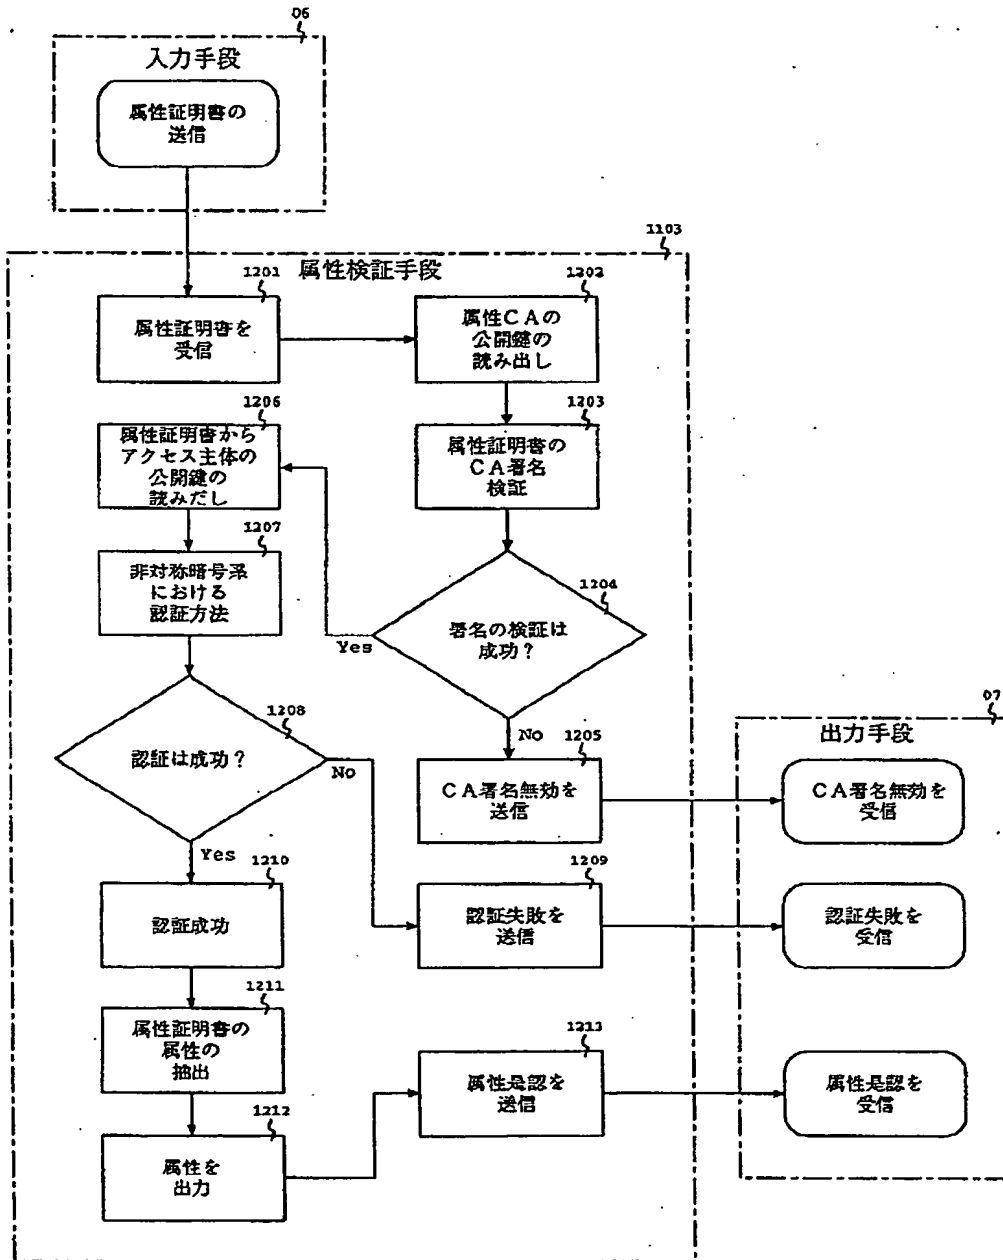 06
入力手段
属性証明書の
送信
1103
属性検証手段
1201
属性証明書を
受信
1202
属性CAの
公開鍵の
読み出し
1206
属性証明書から
アクセス主体の
公開鍵の
読みだし
1203
属性証明書の
CA署名
検証
1207
非対称暗号系
における
認証方法
1204
署名の検証は
成功?
Yes
No
1208
認証は成功?
No
Yes
1205
CA署名無効を
送信
07
出力手段
CA署名無効を
受信
1210
認証成功
1209
認証失敗を
送信
認証失敗を
受信
1211
属性証明書の
属性の
抽出
1213
属性是認を
送信
属性是認を
受信
1212
属性を
出力